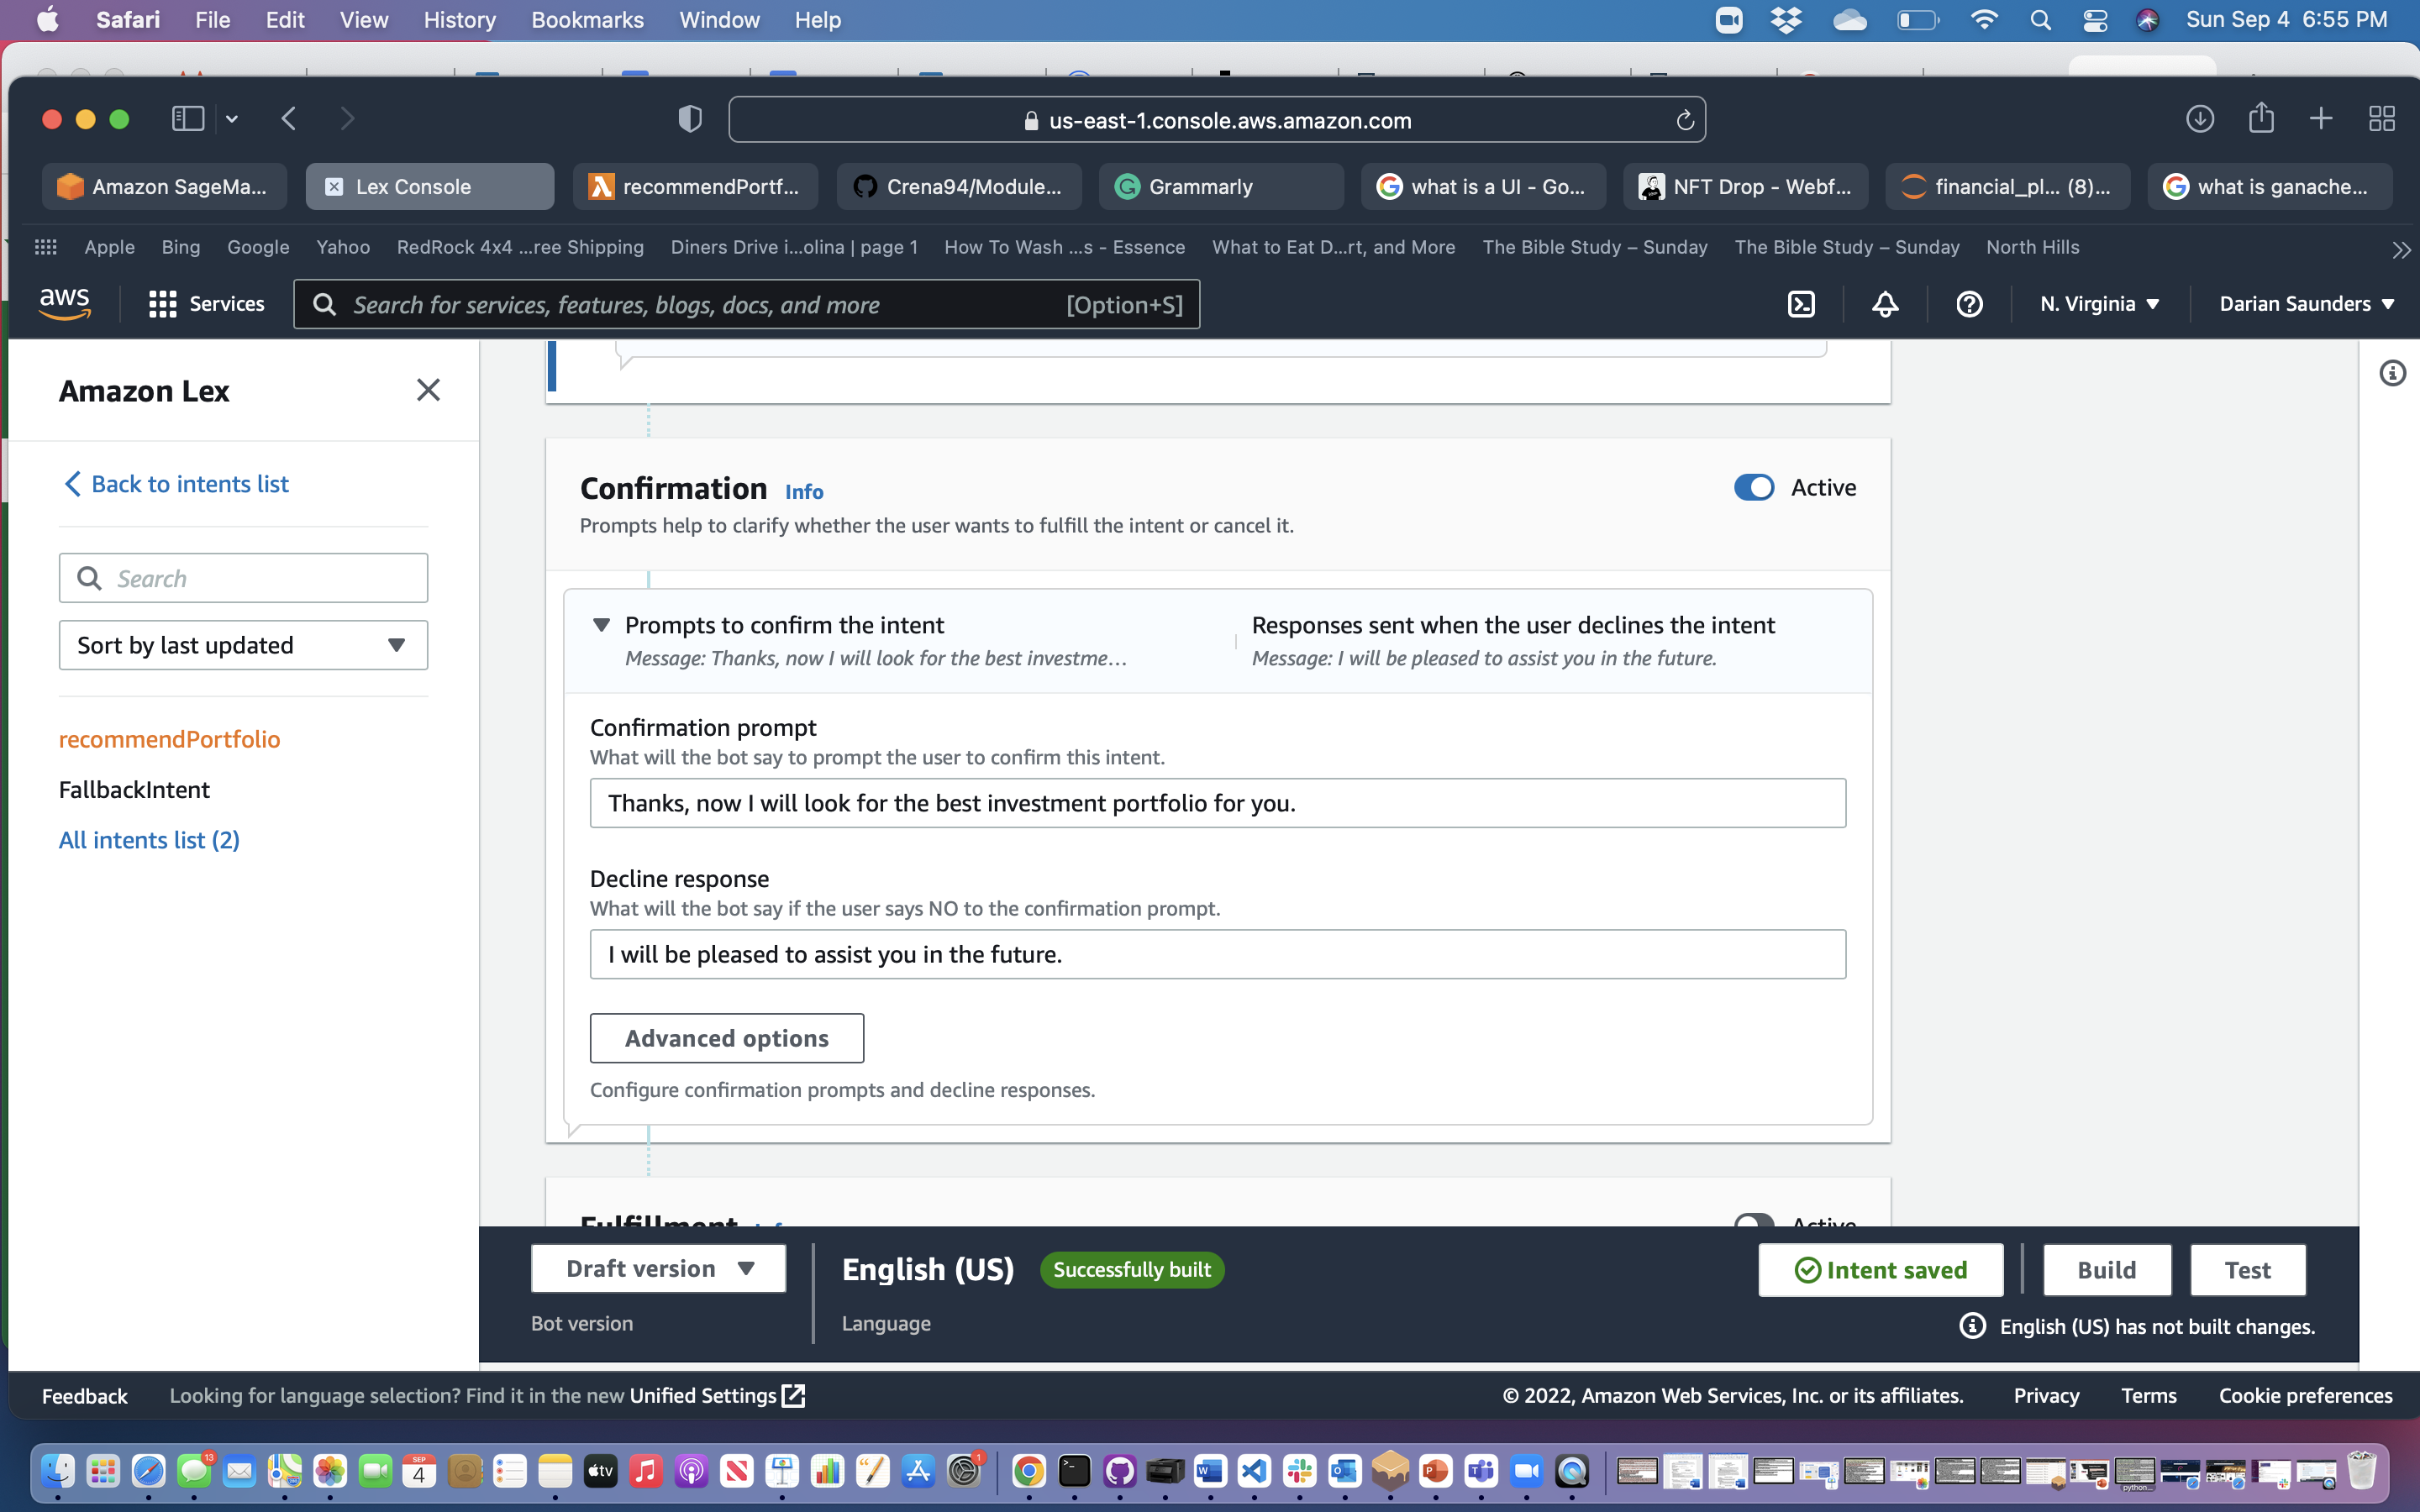 Safari File Edit View History Bookmarks Window Help Sun Sep 4 6:55 PM
us-east-1.console.aws.amazon.com
Amazon SageMa... Lex Console recommendPortf... Crena94/Module... Grammarly what is a UI - Go... NFT Drop - Webf... financial_pl... (8)... what is ganache...
Apple Bing Google Yahoo RedRock 4x4 ...ree Shipping Diners Drive i...olina | page 1 How To Wash ...s - Essence What to Eat D...rt, and More The Bible Study – Sunday The Bible Study – Sunday North Hills
aws Services Search for services, features, blogs, docs, and more [Option+S] N. Virginia Darian Saunders
Amazon Lex
Back to intents list
Search
Sort by last updated
recommendPortfolio
FallbackIntent
All intents list (2)
Confirmation Info Active
Prompts help to clarify whether the user wants to fulfill the intent or cancel it.
Prompts to confirm the intent
Message: Thanks, now I will look for the best investme...
Responses sent when the user declines the intent
Message: I will be pleased to assist you in the future.
Confirmation prompt
What will the bot say to prompt the user to confirm this intent.
Thanks, now I will look for the best investment portfolio for you.
Decline response
What will the bot say if the user says NO to the confirmation prompt.
I will be pleased to assist you in the future.
Advanced options
Configure confirmation prompts and decline responses.
Fulfillment Info Active
Draft version English (US) Successfully built Intent saved Build Test
Bot version Language English (US) has not built changes.
Feedback Looking for language selection? Find it in the new Unified Settings © 2022, Amazon Web Services, Inc. or its affiliates. Privacy Terms Cookie preferences
13
SEP
4
tv
1
python...